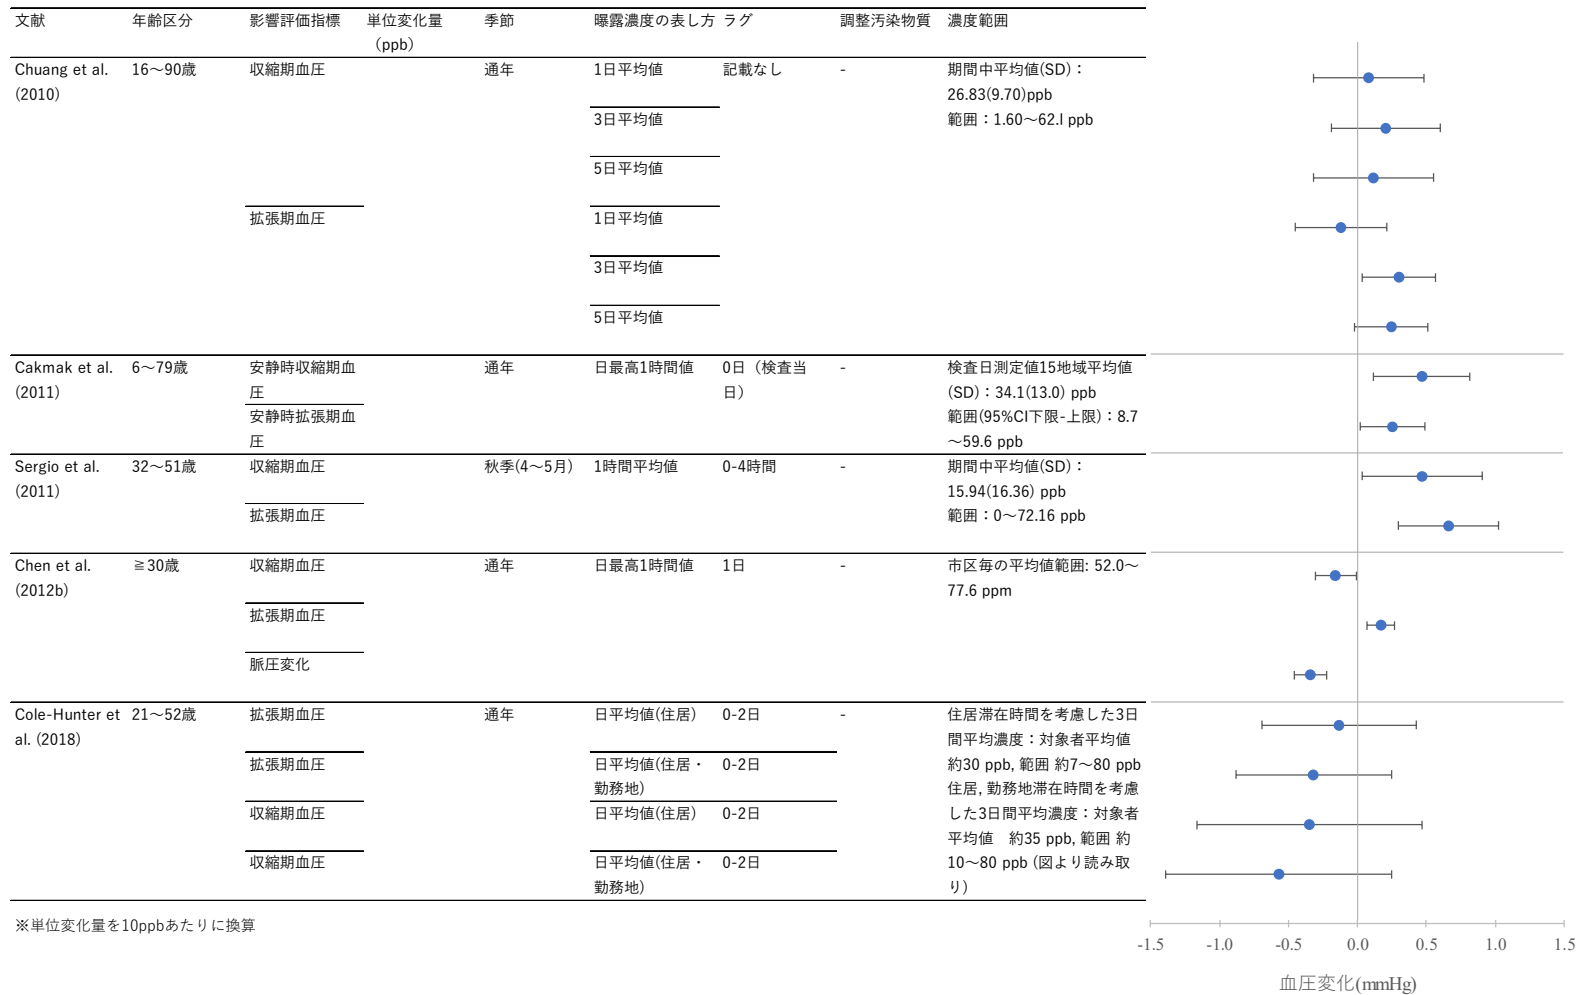 文献 年齢区分 影響評価指標 単位変化量 季節 曝露濃度の表し方 ラグ 調整汚染物質 濃度範囲
（ppb）
Chuang et al. 16～90歳 収縮期血圧 通年 1日平均値 記載なし - 期間中平均値(SD)：
(2010) 26.83(9.70)ppb
3日平均値 範囲：1.60～62.l ppb
5日平均値
拡張期血圧 1日平均値
3日平均値
5日平均値
Cakmak et al. 6～79歳 安静時収縮期血 通年 日最高1時間値 0日（検査当 - 検査日測定値15地域平均値
(2011) 圧 日） (SD)：34.1(13.0) ppb
安静時拡張期血 範囲(95%CI下限-上限)：8.7
圧 ～59.6 ppb
Sergio et al. 32～51歳 収縮期血圧 秋季(4～5月) 1時間平均値 0-4時間 - 期間中平均値(SD)：
(2011) 15.94(16.36) ppb
拡張期血圧 範囲：0～72.16 ppb
Chen et al. ≧30歳 収縮期血圧 通年 日最高1時間値 1日 - 市区毎の平均値範囲: 52.0～
(2012b) 77.6 ppm
拡張期血圧
脈圧変化
Cole-Hunter et 21～52歳 拡張期血圧 通年 日平均値(住居) 0-2日 - 住居滞在時間を考慮した3日
al. (2018) 間平均濃度：対象者平均値
拡張期血圧 日平均値(住居・ 0-2日 約30 ppb, 範囲 約7～80 ppb
勤務地) 住居, 勤務地滞在時間を考慮
収縮期血圧 日平均値(住居) 0-2日 した3日間平均濃度：対象者
平均値　約35 ppb, 範囲 約
収縮期血圧 日平均値(住居・ 0-2日 10～80 ppb (図より読み取
勤務地) り)
※単位変化量を10ppbあたりに換算
-1.5 -1.0 -0.5 0.0 0.5 1.0 1.5
血圧変化(mmHg)